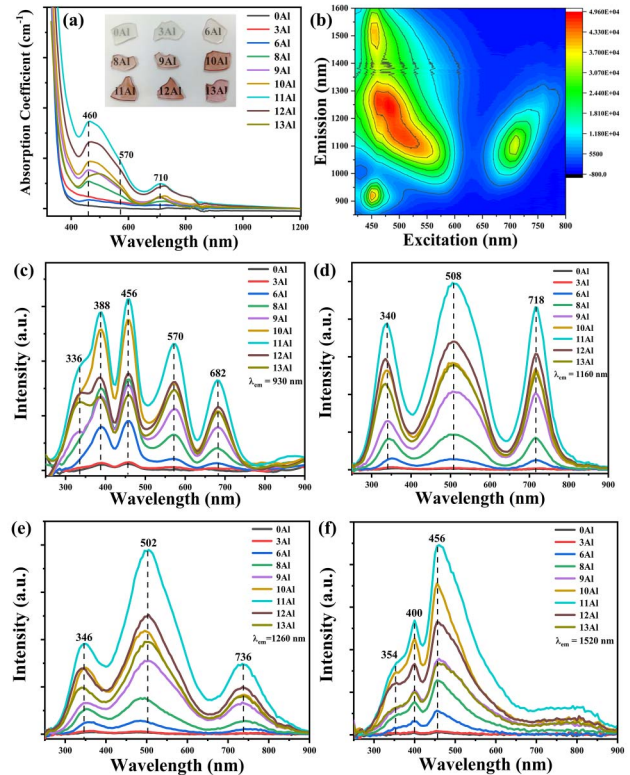 (a)
0Al 3Al 6Al
8Al 9Al 10Al
11Al 12Al 13Al
460
570
710
0Al
3Al
6Al
8Al
9Al
10Al
11Al
12Al
13Al
Absorption Coefficient (cm⁻¹)
400 600 800 1000 1200
Wavelength (nm)
(b)
1600
1500
1400
1300
1200
1100
1000
900
Emission (nm)
425 450 500 550 600 650 700 750 800
Excitation (nm)
4.960E+04
4.340E+04
3.720E+04
3.100E+04
2.480E+04
1.860E+04
1.240E+04
5800
-800.0
(c)
336
388
456
570
682
0Al
3Al
6Al
8Al
9Al
10Al
11Al
12Al
13Al
λem = 930 nm
Intensity (a.u.)
300 400 500 600 700 800 900
Wavelength (nm)
(d)
340
508
718
0Al
3Al
6Al
8Al
9Al
10Al
11Al
12Al
13Al
λem = 1160 nm
Intensity (a.u.)
300 400 500 600 700 800 900
Wavelength (nm)
(e)
346
502
736
0Al
3Al
6Al
8Al
9Al
10Al
11Al
12Al
13Al
λem=1260 nm
Intensity (a.u.)
300 400 500 600 700 800 900
Wavelength (nm)
(f)
354
400
456
0Al
3Al
6Al
8Al
9Al
10Al
11Al
12Al
13Al
λem = 1520 nm
Intensity (a.u.)
300 400 500 600 700 800 900
Wavelength (nm)